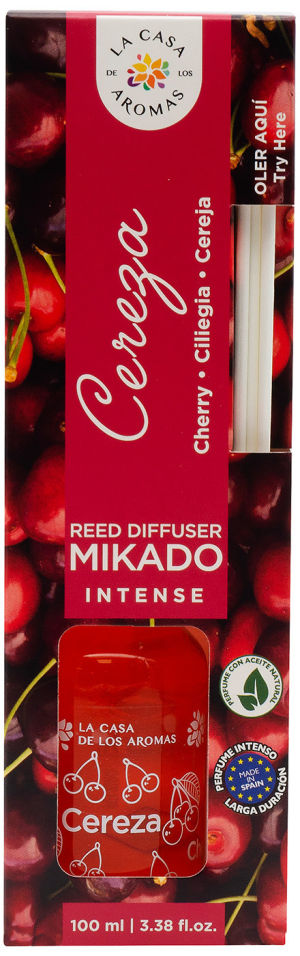 LA CASA
DE LOS
AROMAS
OLER AQUÍ
Try Here
Cereza
Cherry • Ciliegia • Cereja
REED DIFFUSER
MIKADO
INTENSE
PERFUME CON ACEITE NATURAL
LA CASA
DE LOS AROMAS
PERFUME INTENSO
MADE IN
SPAIN
LARGA DURACIÓN
Cereza
Ch
100 ml | 3.38 fl.oz.